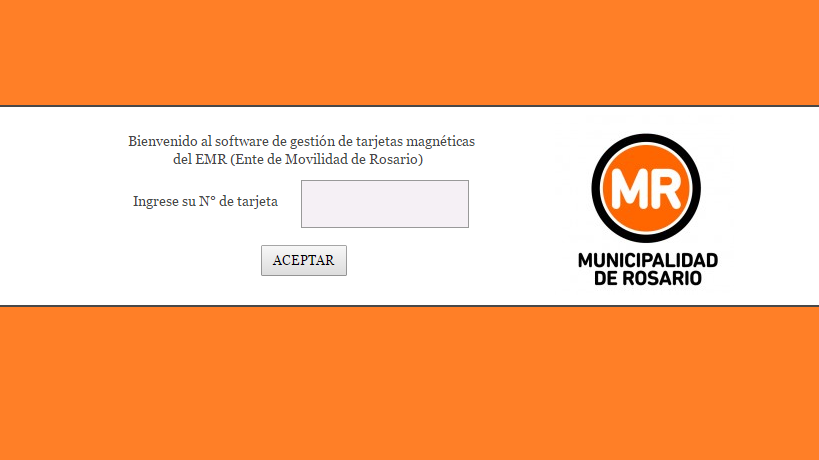 Bienvenido al software de gestión de tarjetas magnéticas
del EMR (Ente de Movilidad de Rosario)
Ingrese su N° de tarjeta
ACEPTAR
MR
MUNICIPALIDAD
DE ROSARIO